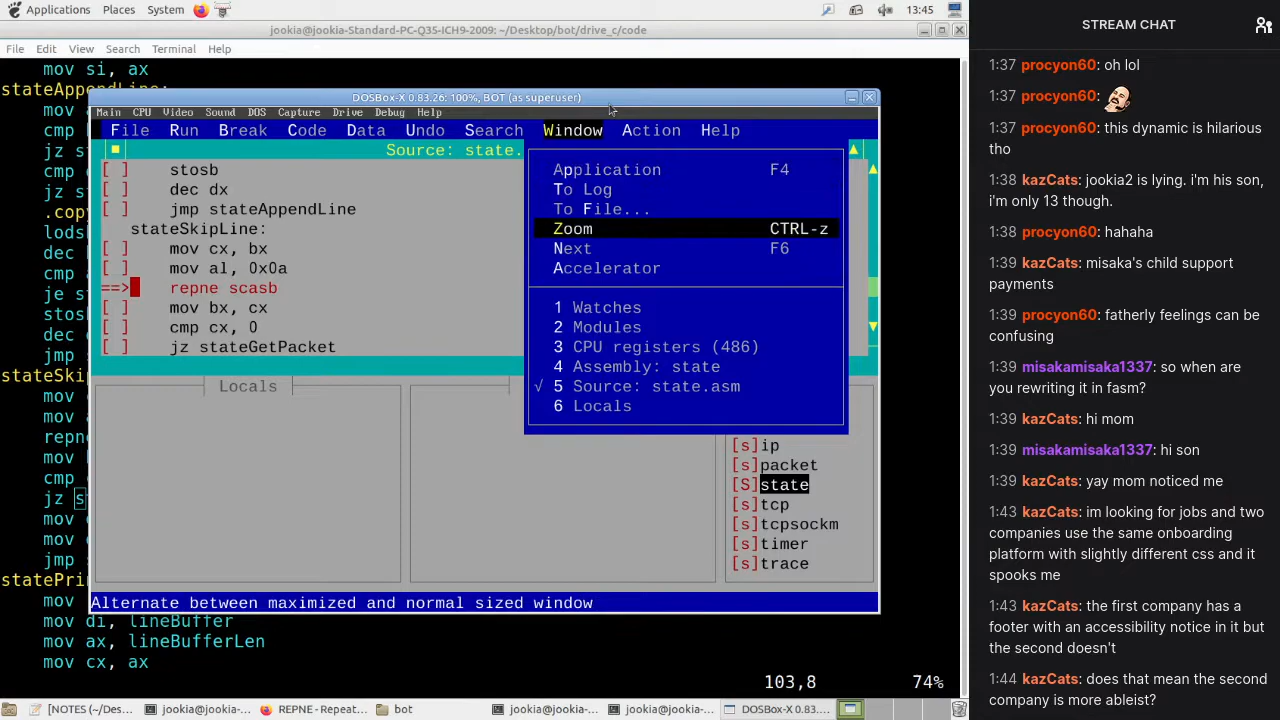 Applications Places System 13:45
jookia@jookia-Standard-PC-Q35-ICH9-2009: ~/Desktop/bot/drive_c/code
File Edit View Search Terminal Help
mov si, ax
stateAppendLine:
mov
cmp
jz s
cmp
jz s
.cop
lods
dec
cmp
je s
stos
dec
jmp
stateSki
mov
mov
repn
mov
cmp
jz s
mov
mov
jmp
statePri
mov
mov di, lineBuffer
mov ax, lineBufferLen
mov cx, ax
103,8 74%
DOSBox-X 0.83.26: 100%, BOT (as superuser)
Main CPU Video Sound DOS Capture Drive Debug Help
File Run Break Code Data Undo Search Window Action Help
Source: state.
[ ] stosb
[ ] dec dx
[ ] jmp stateAppendLine
stateSkipLine:
[ ] mov cx, bx
[ ] mov al, 0x0a
==> repne scasb
[ ] mov bx, cx
[ ] cmp cx, 0
[ ] jz stateGetPacket
Application F4
To Log
To File...
Zoom CTRL-z
Next F6
Accelerator
1 Watches
2 Modules
3 CPU registers (486)
4 Assembly: state
√ 5 Source: state.asm
6 Locals
Locals
[s]ip
[s]packet
[S]state
[s]tcp
[s]tcpsockm
[s]timer
[s]trace
Alternate between maximized and normal sized window
[NOTES (~/Des... jookia@jookia-... REPNE - Repeat... bot jookia@jookia-... jookia@jookia-... DOSBox-X 0.83....
STREAM CHAT
1:37 procyon60: oh lol
1:37 procyon60:
1:37 procyon60: this dynamic is hilarious
tho
1:38 kazCats: jookia2 is lying. i'm his son,
i'm only 13 though.
1:38 procyon60: hahaha
1:39 kazCats: misaka's child support
payments
1:39 procyon60: fatherly feelings can be
confusing
1:39 misakamisaka1337: so when are
you rewriting it in fasm?
1:39 kazCats: hi mom
1:39 misakamisaka1337: hi son
1:39 kazCats: yay mom noticed me
1:43 kazCats: im looking for jobs and two
companies use the same onboarding
platform with slightly different css and it
spooks me
1:43 kazCats: the first company has a
footer with an accessibility notice in it but
the second doesn't
1:44 kazCats: does that mean the second
company is more ableist?